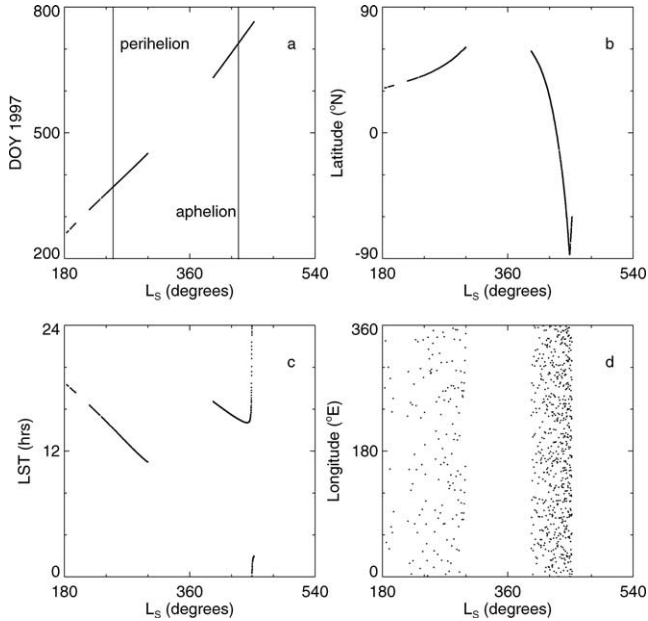 800
perihelion
a
DOY 1997
500
aphelion
200
180
360
540
L_S (degrees)
90
b
Latitude (°N)
0
-90
180
360
540
L_S (degrees)
24
c
LST (hrs)
12
0
180
360
540
L_S (degrees)
360
d
Longitude (°E)
180
0
180
360
540
L_S (degrees)